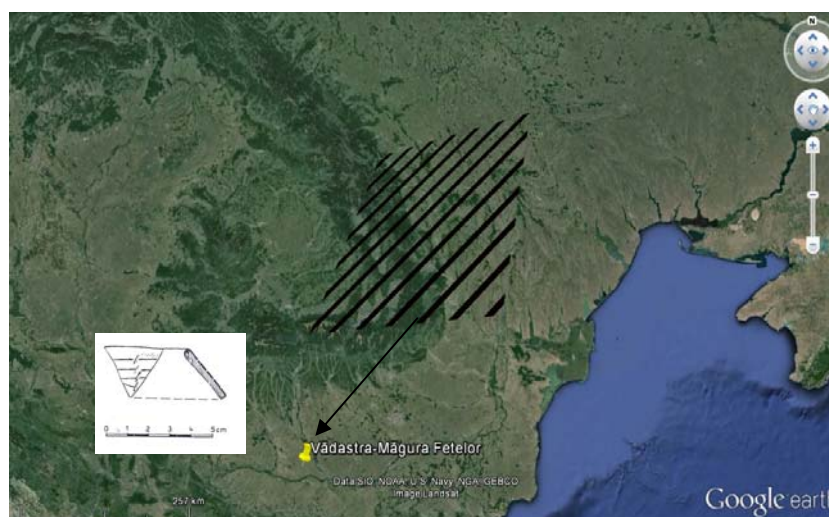 N
0 1 2 3 4 5cm
Vădastra-Măgura Fetelor
Data SIO, NOAA, U.S. Navy, NGA, GEBCO
Image Landsat
257 km
Google earth